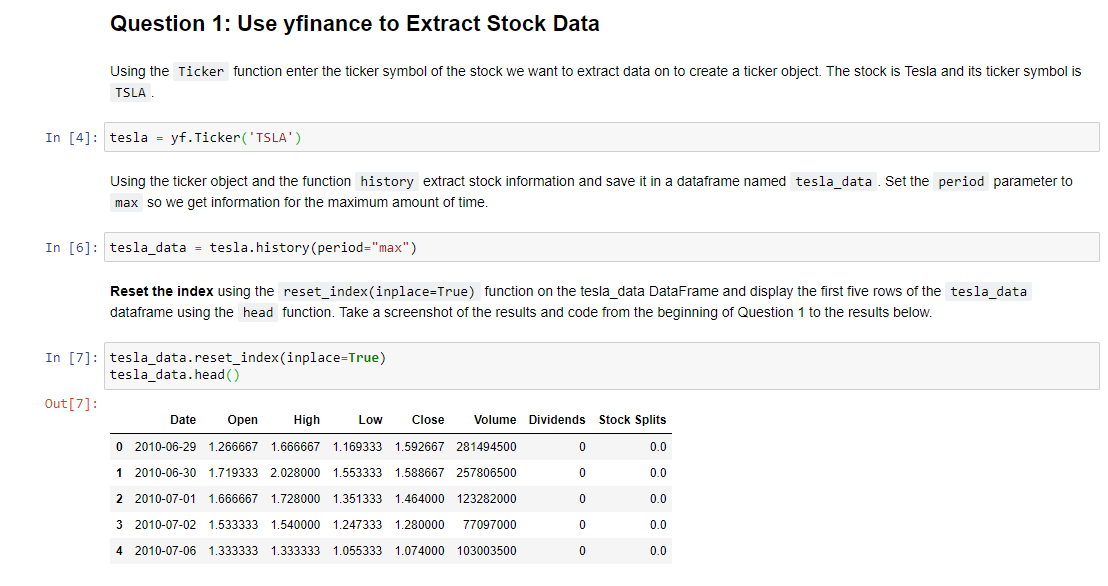 Question 1: Use yfinance to Extract Stock Data
Using the Ticker function enter the ticker symbol of the stock we want to extract data on to create a ticker object. The stock is Tesla and its ticker symbol is
TSLA .
In [4]: tesla = yf.Ticker('TSLA')
Using the ticker object and the function history extract stock information and save it in a dataframe named tesla_data . Set the period parameter to
max so we get information for the maximum amount of time.
In [6]: tesla_data = tesla.history(period="max")
Reset the index using the reset_index(inplace=True) function on the tesla_data DataFrame and display the first five rows of the tesla_data
dataframe using the head function. Take a screenshot of the results and code from the beginning of Question 1 to the results below.
In [7]: tesla_data.reset_index(inplace=True)
tesla_data.head()
Out[7]:
Date Open High Low Close Volume Dividends Stock Splits
0 2010-06-29 1.266667 1.666667 1.169333 1.592667 281494500 0 0.0
1 2010-06-30 1.719333 2.028000 1.553333 1.588667 257806500 0 0.0
2 2010-07-01 1.666667 1.728000 1.351333 1.464000 123282000 0 0.0
3 2010-07-02 1.533333 1.540000 1.247333 1.280000 77097000 0 0.0
4 2010-07-06 1.333333 1.333333 1.055333 1.074000 103003500 0 0.0